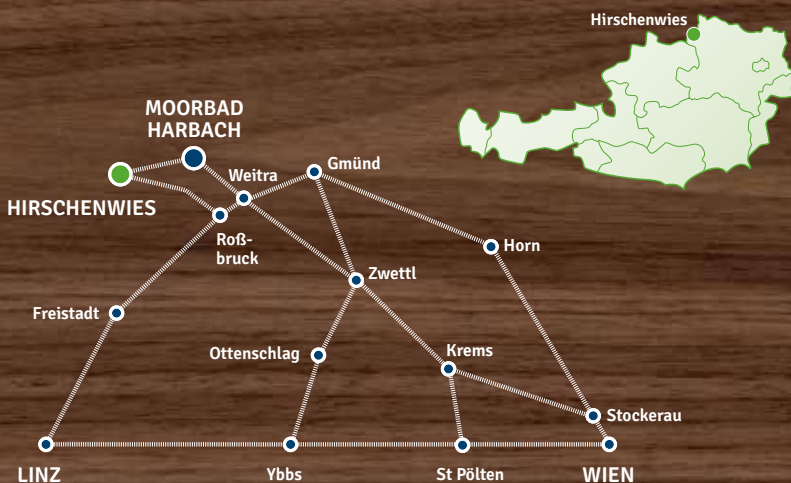 Hirschenwies
MOORBAD
HARBACH
Gmünd
Weitra
HIRSCHENWIES
Roß-
bruck
Horn
Zwettl
Freistadt
Ottenschlag
Krems
Stockerau
LINZ
Ybbs
St Pölten
WIEN